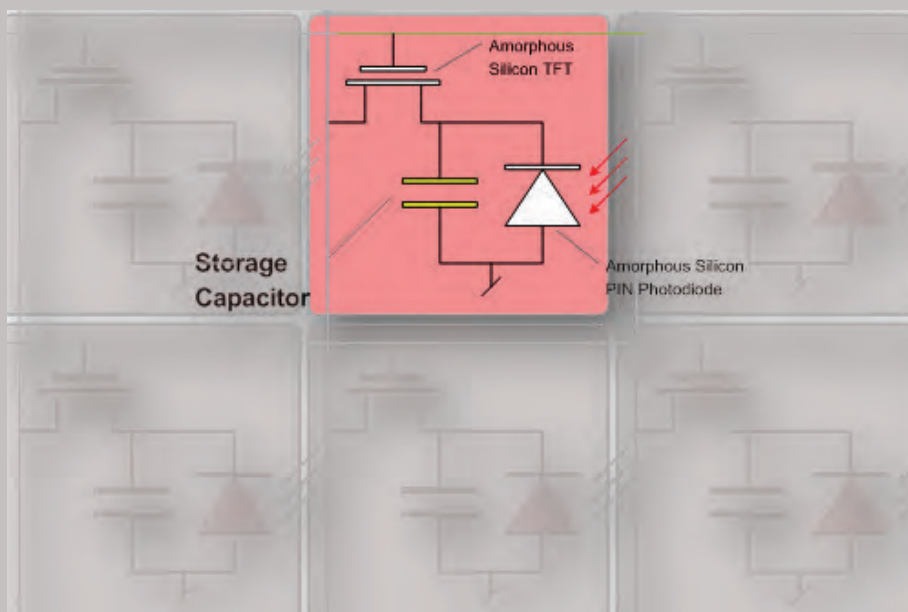 Amorphous
Silicon TFT
Storage
Capacitor
Amorphous Silicon
PIN Photodiode